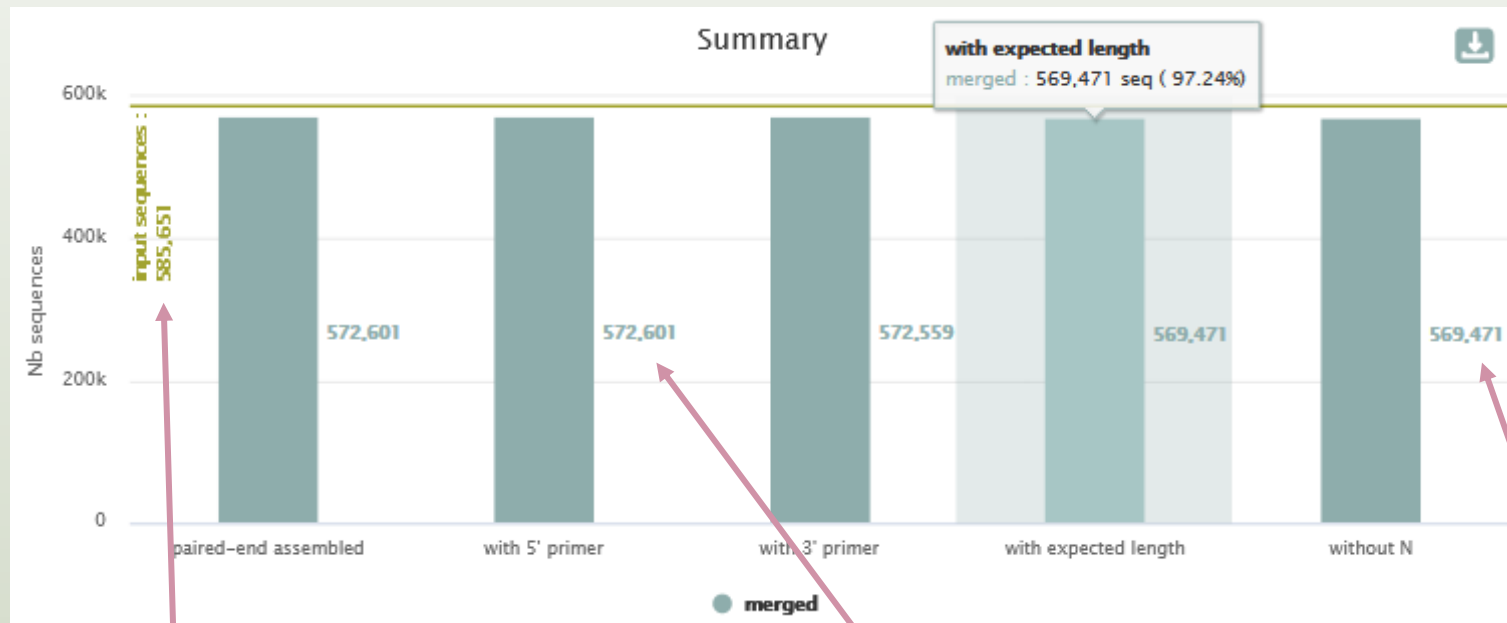 Summary
with expected length
merged : 569,471 seq ( 97.24%)
600k
400k
200k
0
Nb sequences
input sequences :
585,651
572,601
572,601
572,559
569,471
569,471
paired-end assembled
with 5' primer
with 3' primer
with expected length
without N
merged